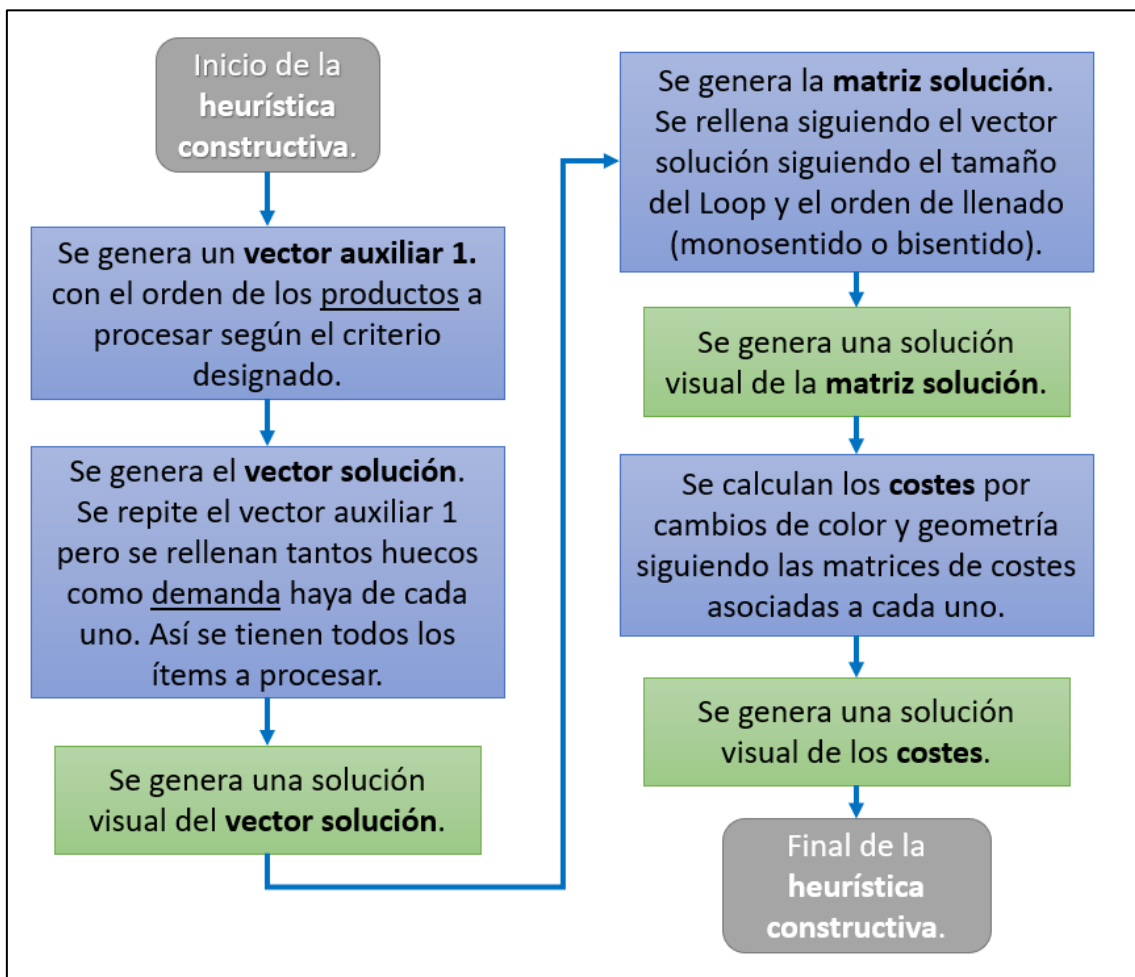 Inicio de la
heurística
constructiva.
Se genera un vector auxiliar 1.
con el orden de los productos a
procesar según el criterio
designado.
Se genera el vector solución.
Se repite el vector auxiliar 1
pero se rellenan tantos huecos
como demanda haya de cada
uno. Así se tienen todos los
ítems a procesar.
Se genera una solución
visual del vector solución.
Se genera la matriz solución.
Se rellena siguiendo el vector
solución siguiendo el tamaño
del Loop y el orden de llenado
(monosentido o bisentido).
Se genera una solución
visual de la matriz solución.
Se calculan los costes por
cambios de color y geometría
siguiendo las matrices de costes
asociadas a cada uno.
Se genera una solución
visual de los costes.
Final de la
heurística
constructiva.